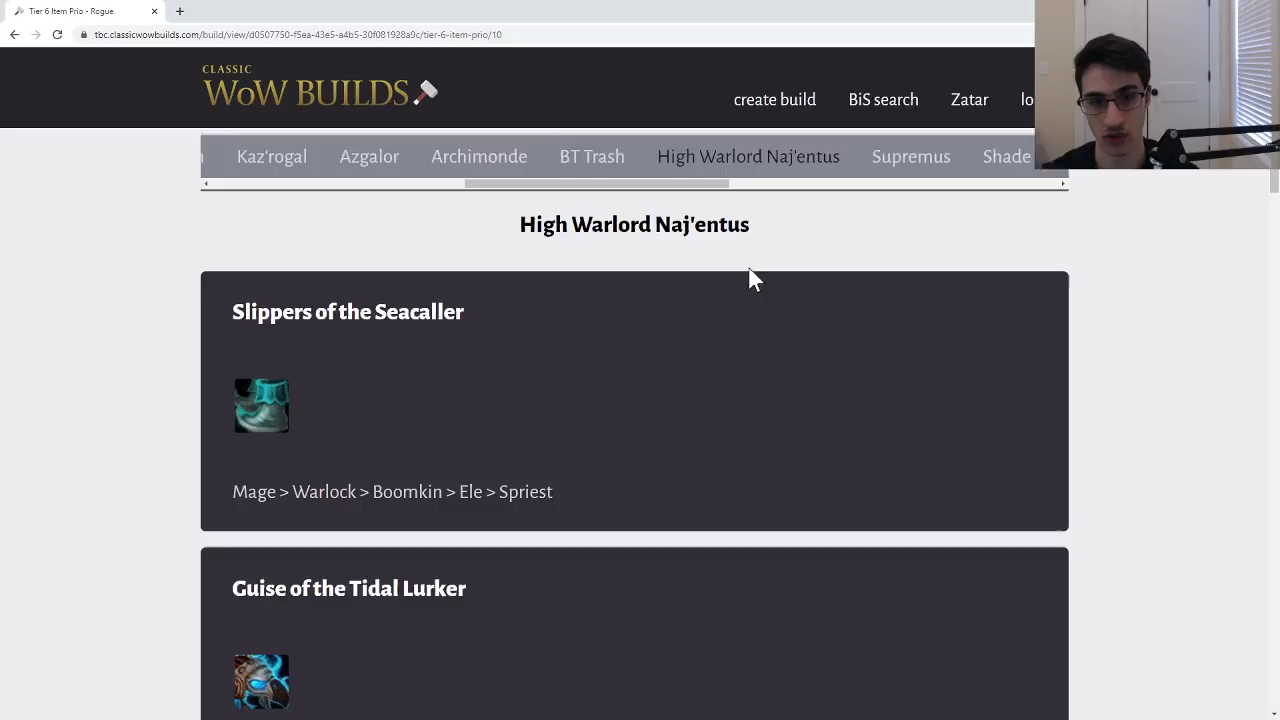 Tier 6 Item Prio - Rogue
tbc.classicwowbuilds.com/build/view/d0507750-f5ea-43e5-a4b5-30f081928a9c/tier-6-item-prio/10
CLASSIC
WoW BUILDS
create build BiS search Zatar lo
n Kaz'rogal Azgalor Archimonde BT Trash High Warlord Naj'entus Supremus Shade
High Warlord Naj'entus
Slippers of the Seacaller
Mage > Warlock > Boomkin > Ele > Spriest
Guise of the Tidal Lurker